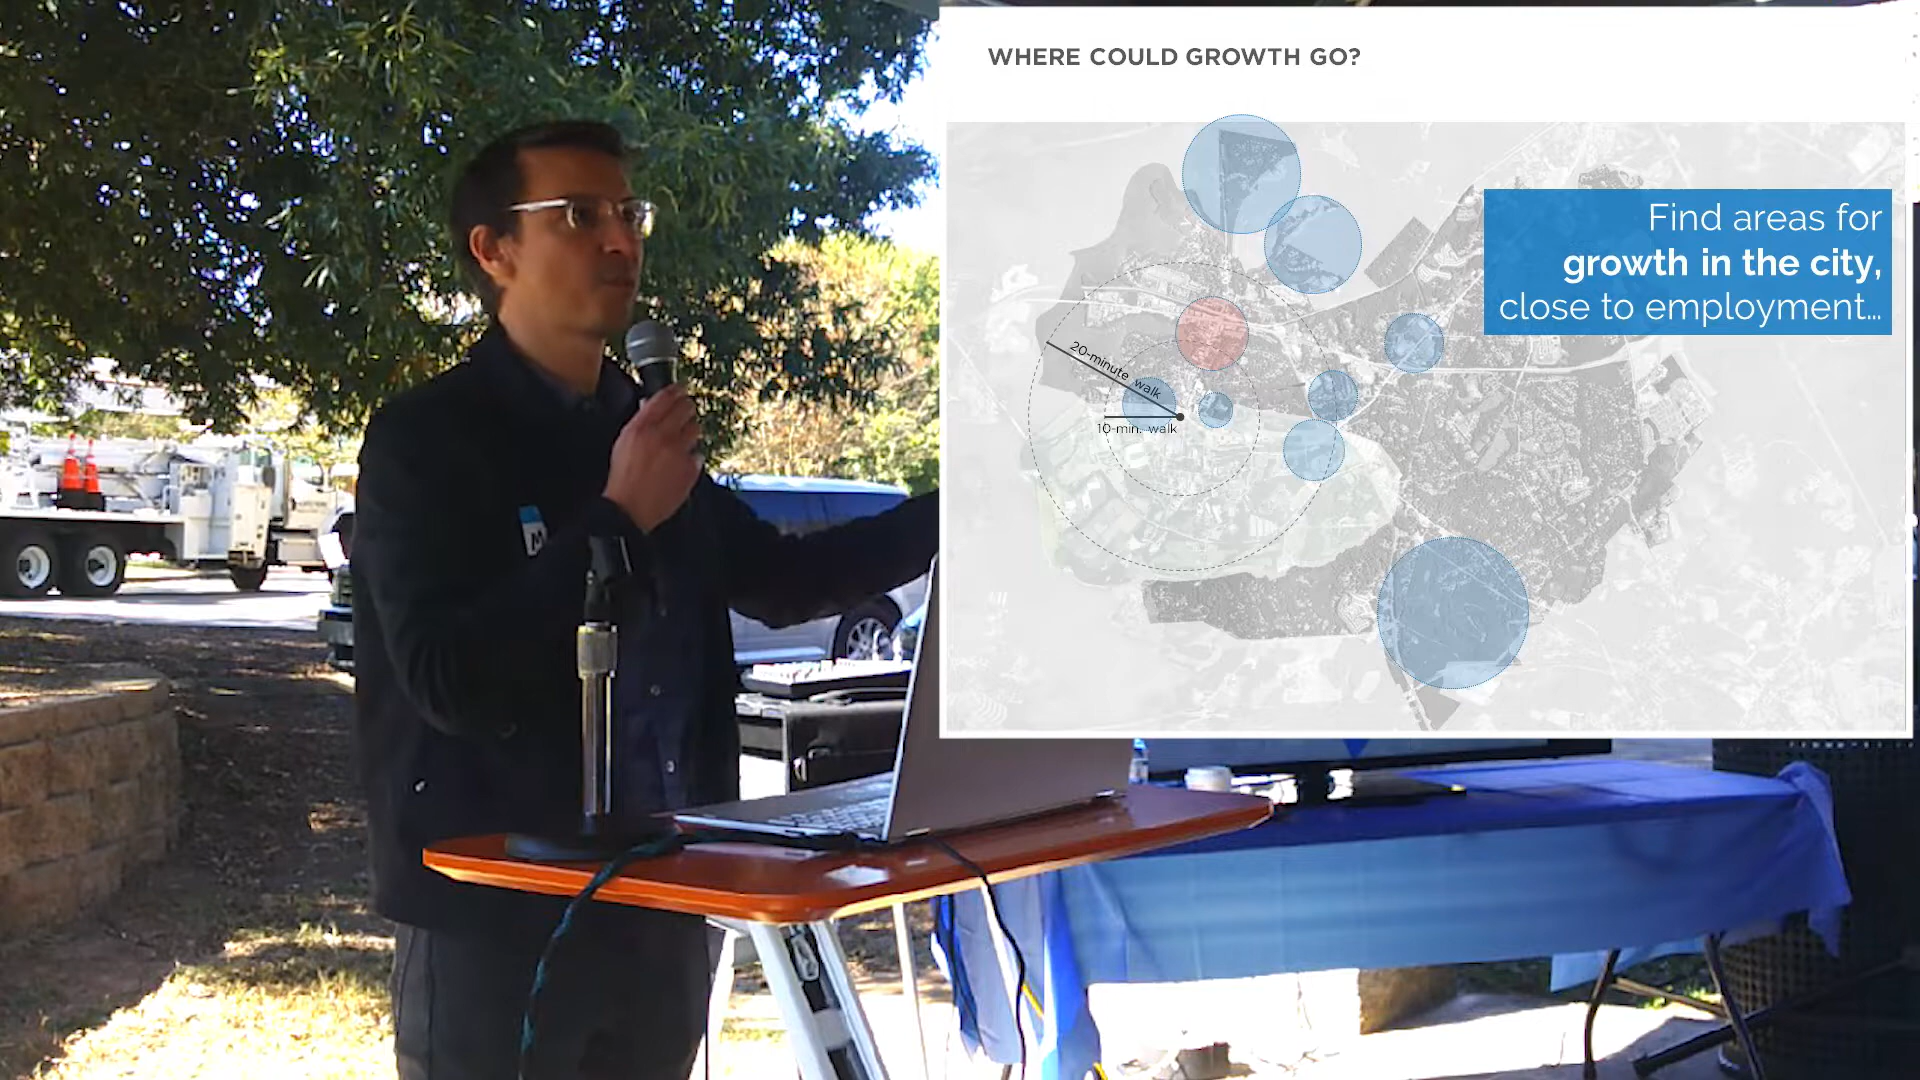 WHERE COULD GROWTH GO?
Find areas for
growth in the city,
close to employment...
20-minute walk
10-min. walk
M